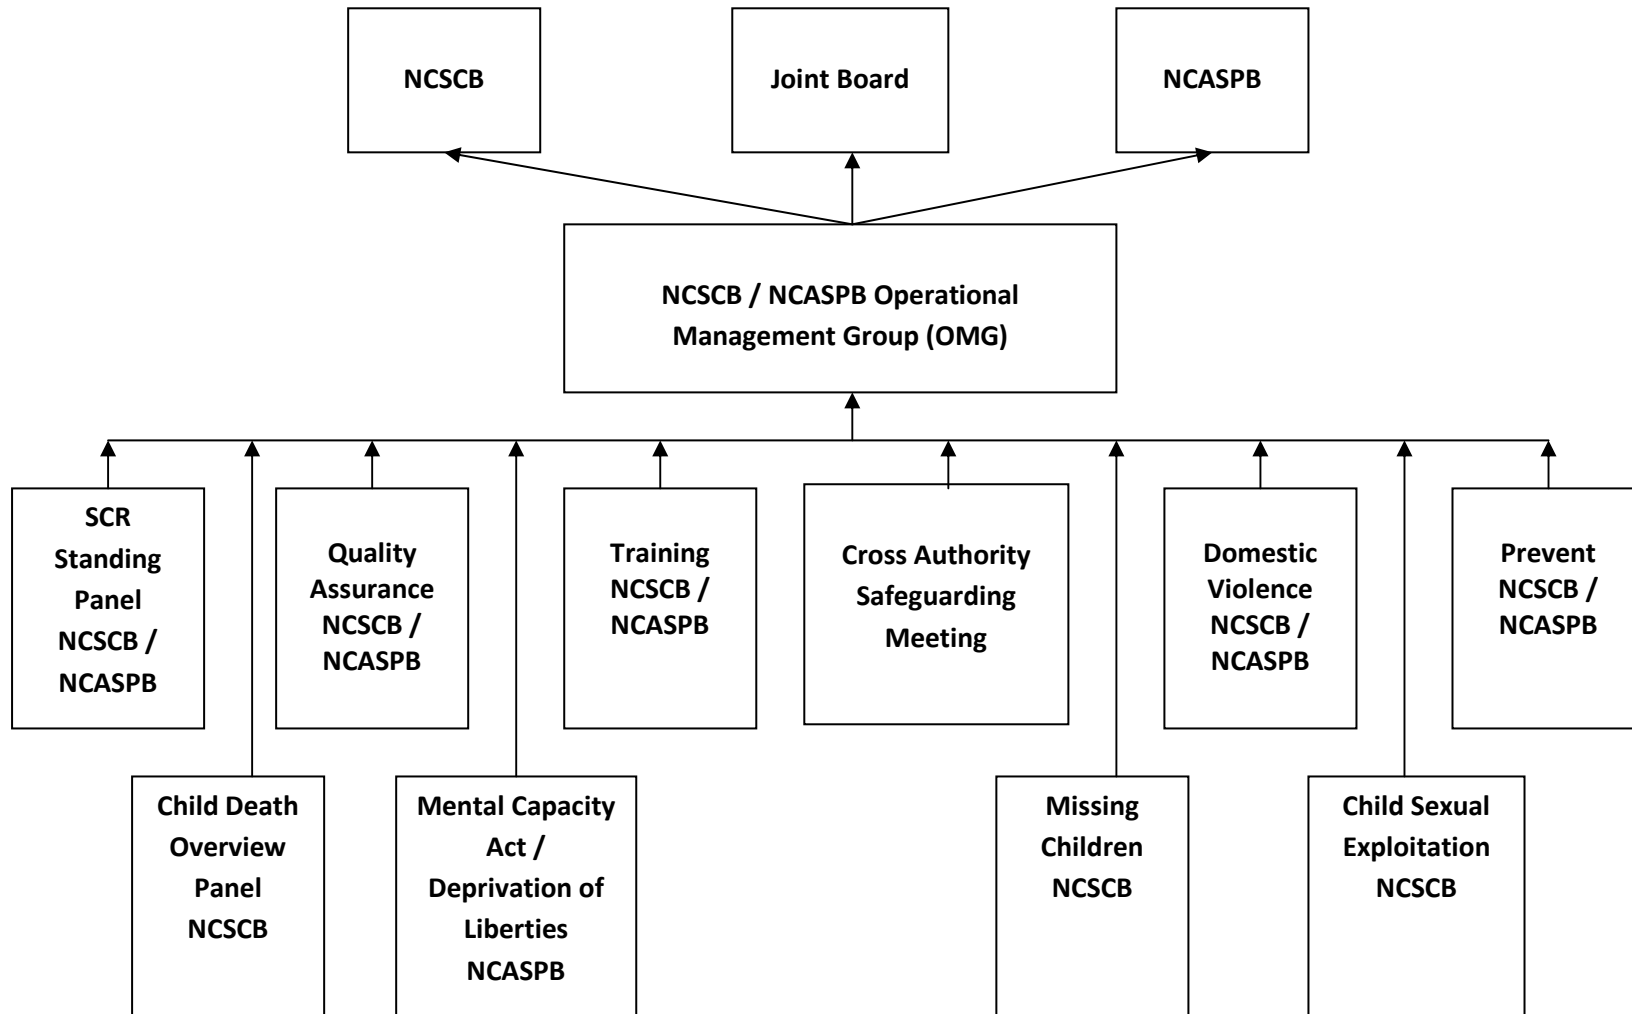 NCSCB
Joint Board
NCASPB
NCSCB / NCASPB Operational
Management Group (OMG)
SCR
Standing
Panel
NCSCB /
NCASPB
Quality
Assurance
NCSCB /
NCASPB
Training
NCSCB /
NCASPB
Cross Authority
Safeguarding
Meeting
Domestic
Violence
NCSCB /
NCASPB
Prevent
NCSCB /
NCASPB
Child Death
Overview
Panel
NCSCB
Mental Capacity
Act /
Deprivation of
Liberties
NCASPB
Missing
Children
NCSCB
Child Sexual
Exploitation
NCSCB